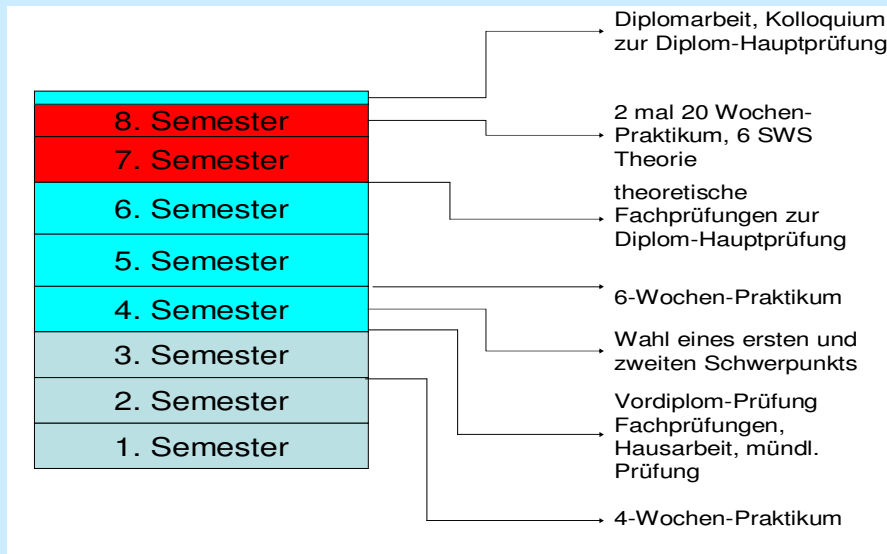 Diplomarbeit, Kolloquium
zur Diplom-Hauptprüfung
8. Semester
2 mal 20 Wochen-
Praktikum, 6 SWS
Theorie
7. Semester
theoretische
Fachprüfungen zur
Diplom-Hauptprüfung
6. Semester
5. Semester
6-Wochen-Praktikum
4. Semester
Wahl eines ersten und
zweiten Schwerpunkts
3. Semester
Vordiplom-Prüfung
Fachprüfungen,
Hausarbeit, mündl.
Prüfung
2. Semester
1. Semester
4-Wochen-Praktikum